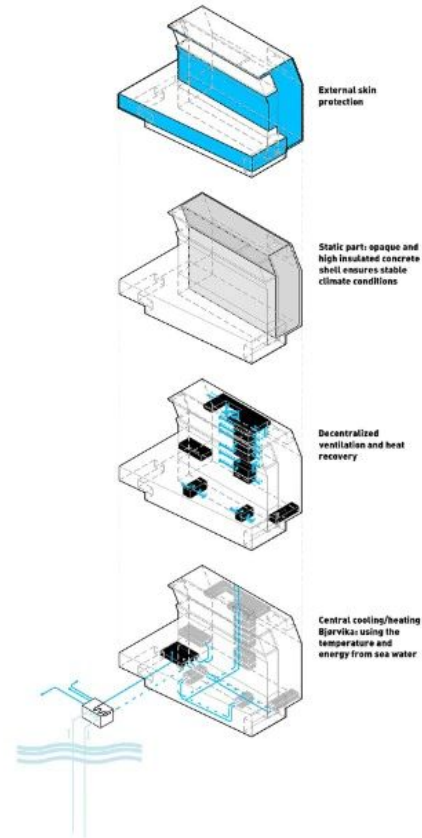 External skin
protection
Static part: opaque and
high insulated concrete
shell ensures stable
climate conditions
Decentralized
ventilation and heat
recovery
Central cooling/heating
Bjørvika: using the
temperature and
energy from sea water